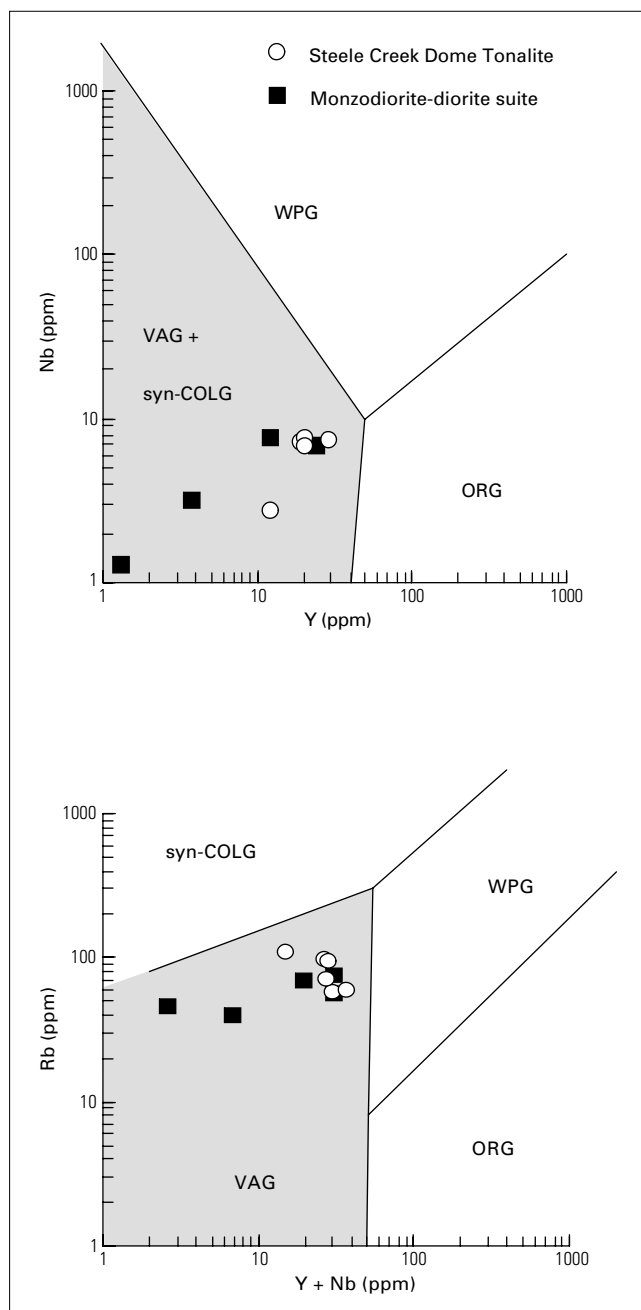 Steele Creek Dome Tonalite
Monzodiorite-diorite suite
1000
100
10
1
Nb (ppm)
WPG
VAG +
syn-COLG
ORG
1 10 100 1000
Y (ppm)
1000
100
10
1
Rb (ppm)
syn-COLG
WPG
VAG
ORG
1 10 100 1000
Y + Nb (ppm)